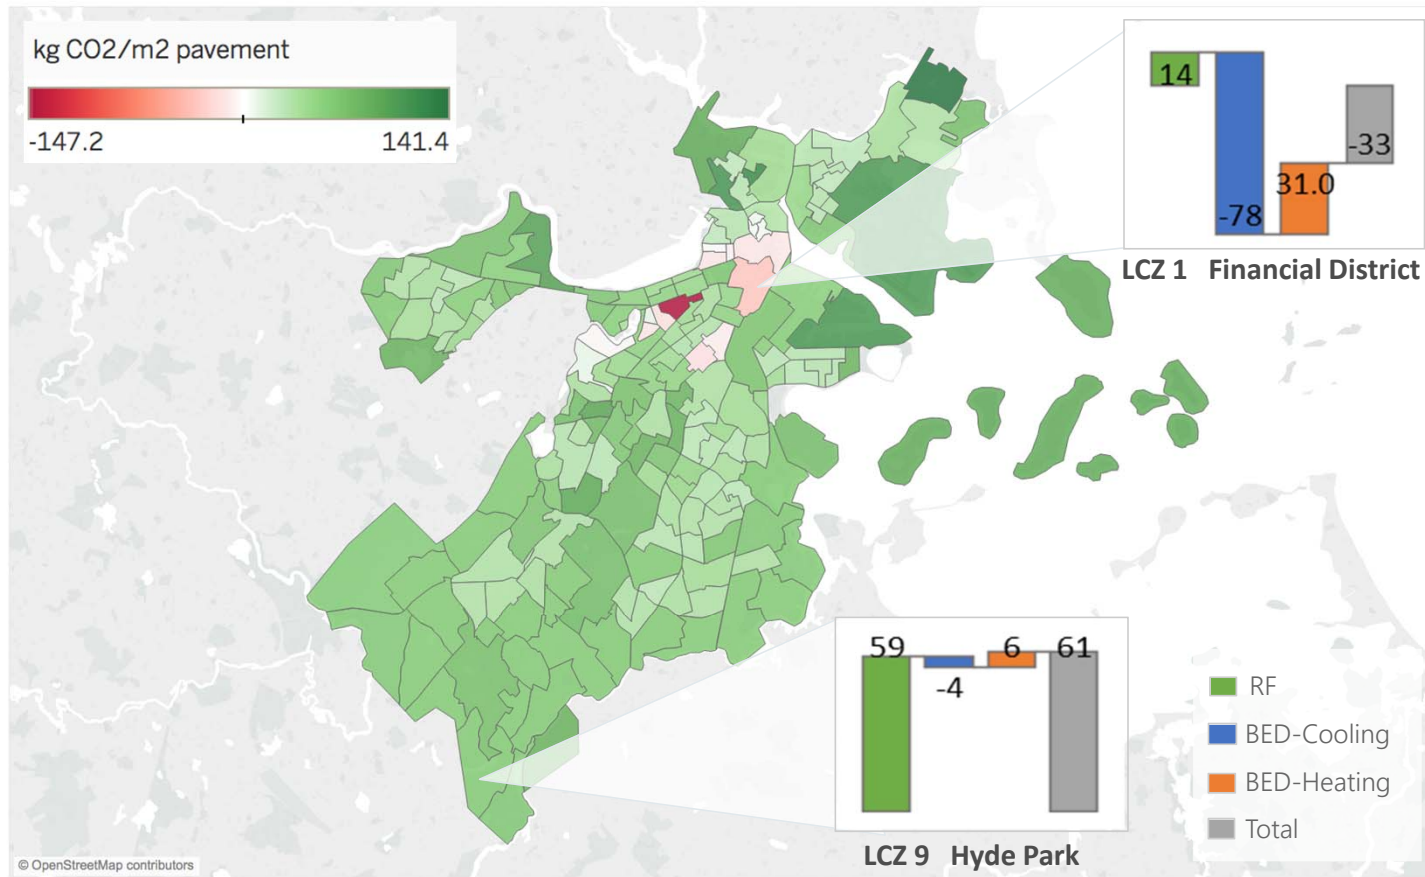 kg CO2/m2 pavement
-147.2 141.4
14
-78
31.0
-33
LCZ 1 Financial District
59
-4
6
61
LCZ 9 Hyde Park
RF
BED-Cooling
BED-Heating
Total
© OpenStreetMap contributors